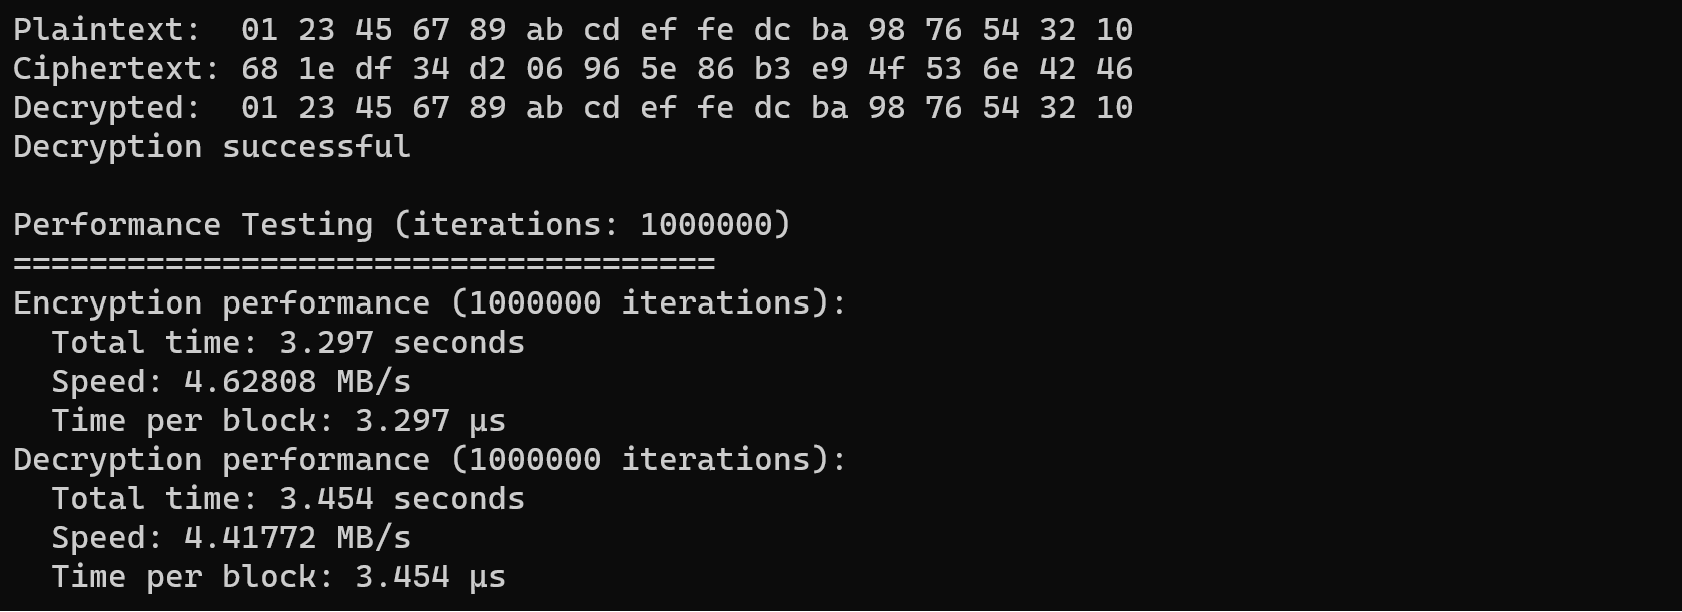 Plaintext:  01 23 45 67 89 ab cd ef fe dc ba 98 76 54 32 10
Ciphertext: 68 1e df 34 d2 06 96 5e 86 b3 e9 4f 53 6e 42 46
Decrypted:  01 23 45 67 89 ab cd ef fe dc ba 98 76 54 32 10
Decryption successful

Performance Testing (iterations: 1000000)
=====================================
Encryption performance (1000000 iterations):
  Total time: 3.297 seconds
  Speed: 4.62808 MB/s
  Time per block: 3.297 μs
Decryption performance (1000000 iterations):
  Total time: 3.454 seconds
  Speed: 4.41772 MB/s
  Time per block: 3.454 μs